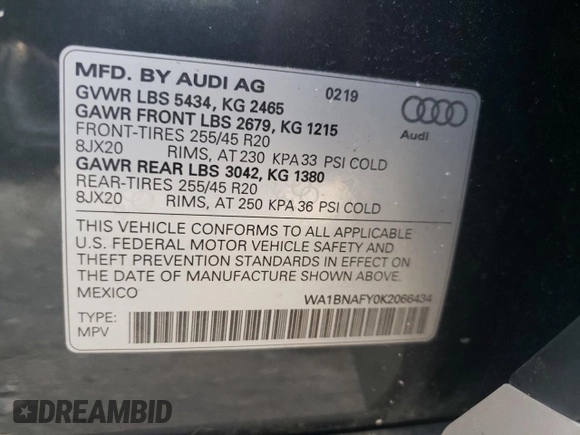 MFD. BY AUDI AG 0219
GVWR LBS 5434, KG 2465
GAWR FRONT LBS 2679, KG 1215
FRONT-TIRES 255/45 R20
8JX20 RIMS, AT 230 KPA 33 PSI COLD
GAWR REAR LBS 3042, KG 1380
REAR-TIRES 255/45 R20
8JX20 RIMS, AT 250 KPA 36 PSI COLD
Audi
THIS VEHICLE CONFORMS TO ALL APPLICABLE
U.S. FEDERAL MOTOR VEHICLE SAFETY AND
THEFT PREVENTION STANDARDS IN EFFECT ON
THE DATE OF MANUFACTURE SHOWN ABOVE.
MEXICO WA1BNAFY0K2066434
TYPE:
MPV
DREAMBID